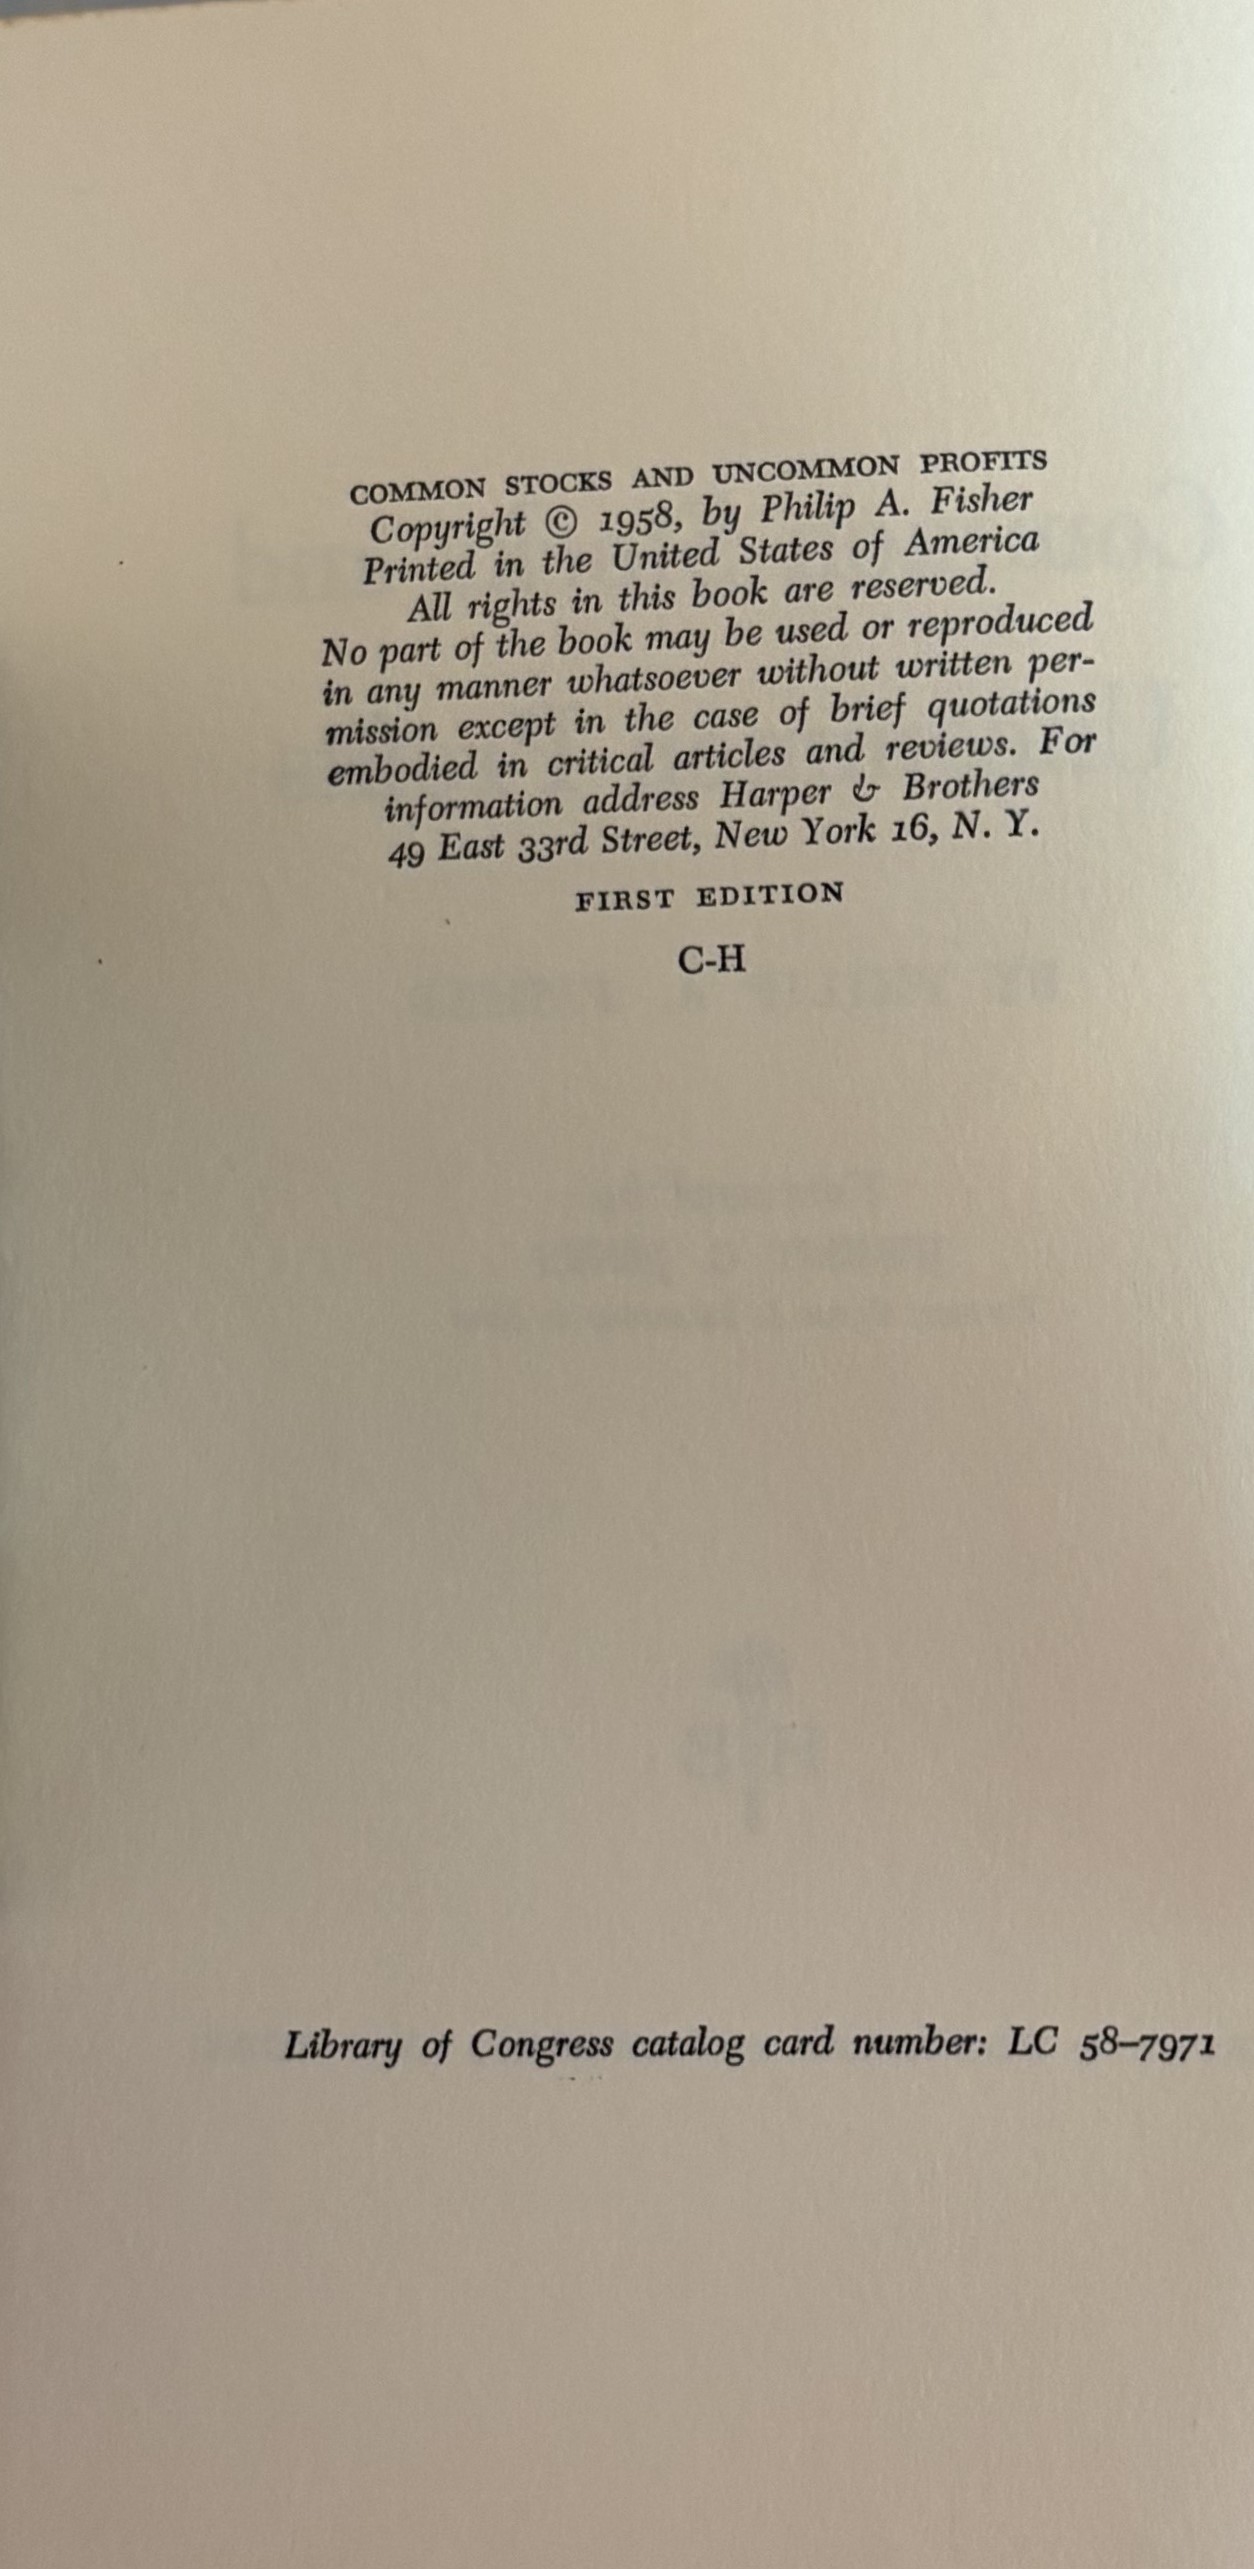 COMMON STOCKS AND UNCOMMON PROFITS
Copyright © 1958, by Philip A. Fisher
Printed in the United States of America
All rights in this book are reserved.
No part of the book may be used or reproduced
in any manner whatsoever without written per-
mission except in the case of brief quotations
embodied in critical articles and reviews. For
information address Harper & Brothers
49 East 33rd Street, New York 16, N. Y.
FIRST EDITION
C-H
Library of Congress catalog card number: LC 58-7971